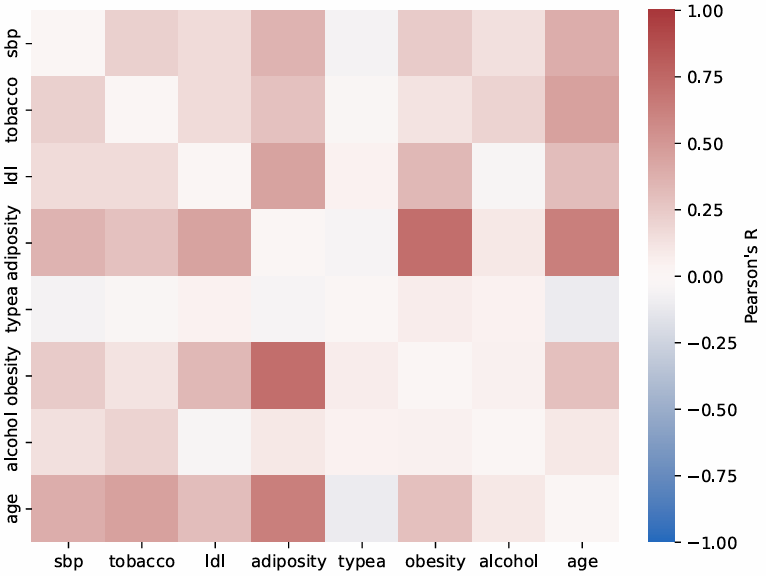 sbp
tobacco
ldl
adiposity
typea
obesity
alcohol
age
sbp tobacco ldl adiposity typea obesity alcohol age
1.00
0.75
0.50
0.25
0.00
−0.25
−0.50
−0.75
−1.00
Pearson's R